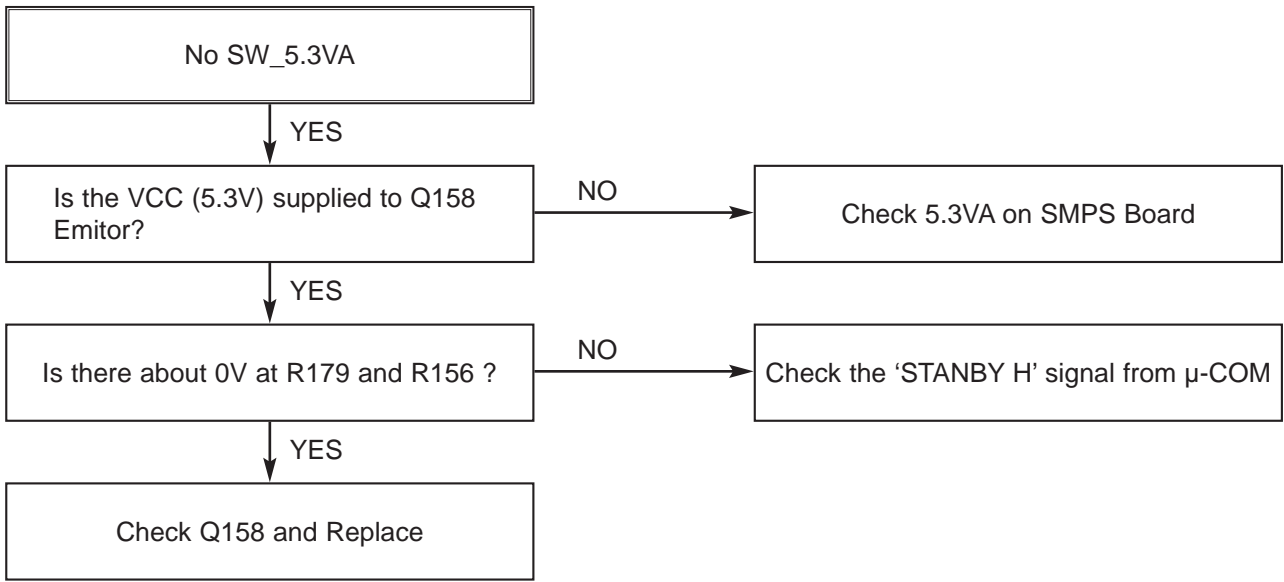 No SW_5.3VA
YES
Is the VCC (5.3V) supplied to Q158
Emitor?
NO
Check 5.3VA on SMPS Board
YES
Is there about 0V at R179 and R156 ?
NO
Check the ‘STANBY H’ signal from µ-COM
YES
Check Q158 and Replace